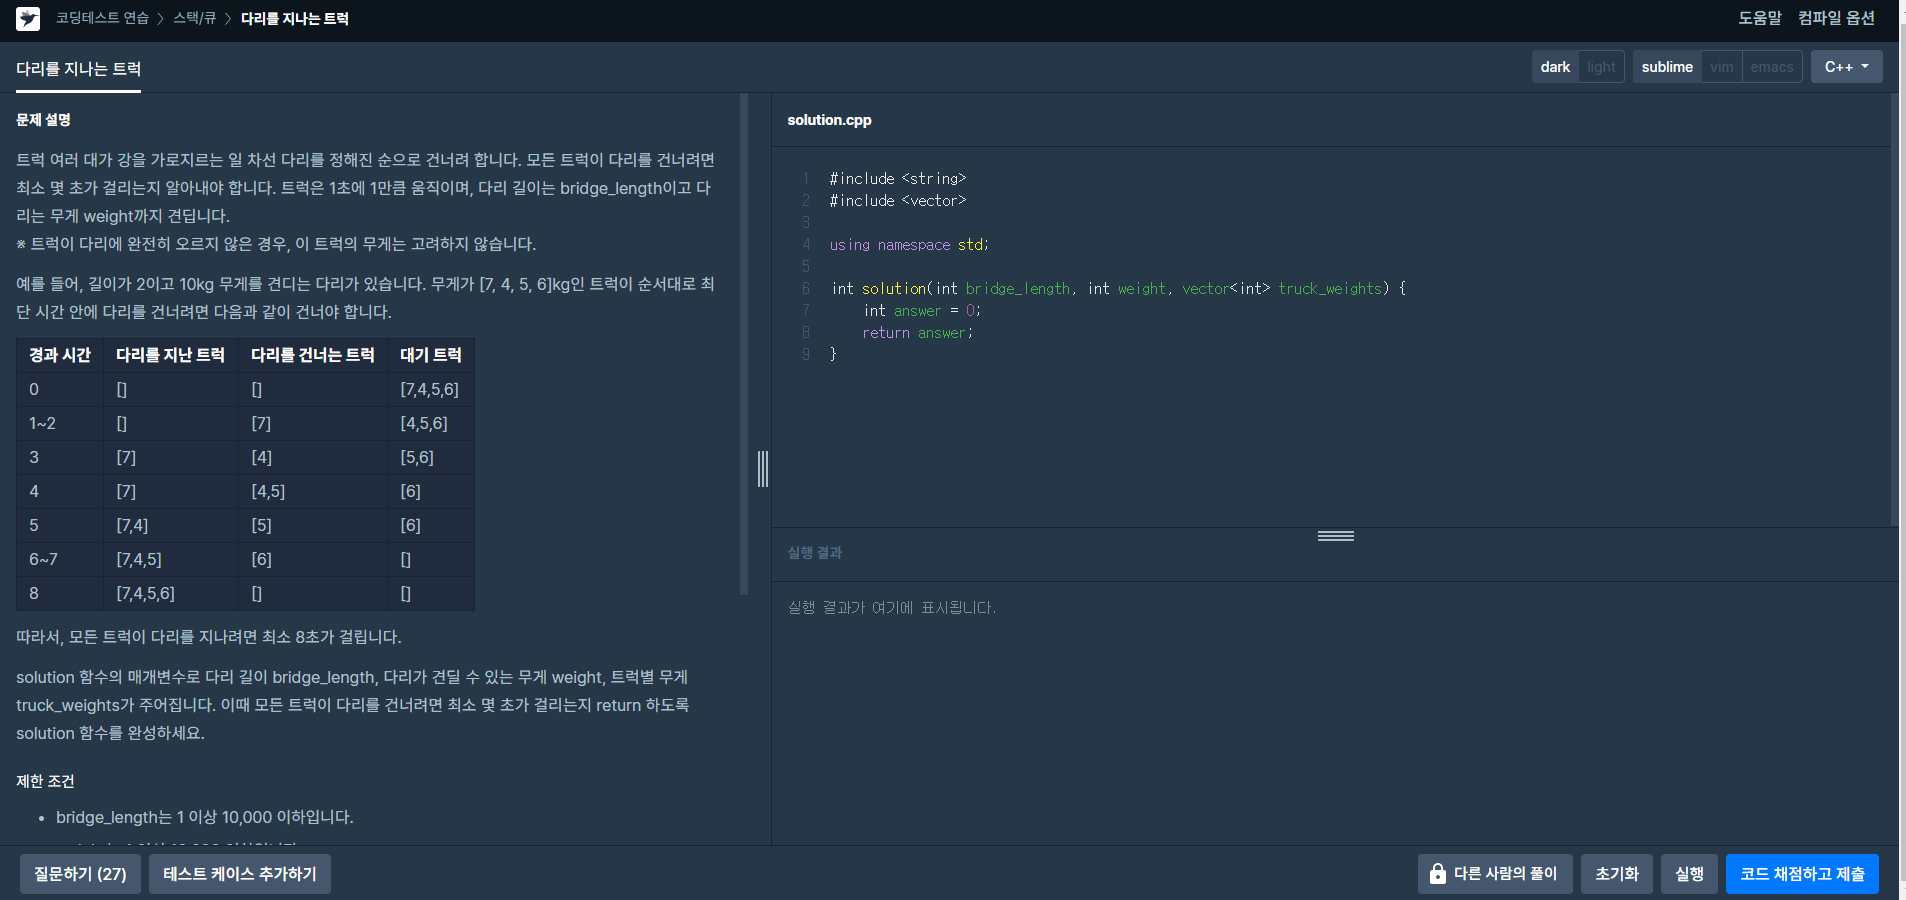 코딩테스트 연습 〉 스택/큐 〉 다리를 지나는 트럭
도움말 컴파일 옵션
다리를 지나는 트럭
dark light sublime vim emacs C++
문제 설명
트럭 여러 대가 강을 가로지르는 일 차선 다리를 정해진 순으로 건너려 합니다. 모든 트럭이 다리를 건너려면
최소 몇 초가 걸리는지 알아내야 합니다. 트럭은 1초에 1만큼 움직이며, 다리 길이는 bridge_length이고 다
리는 무게 weight까지 견딥니다.
※ 트럭이 다리에 완전히 오르지 않은 경우, 이 트럭의 무게는 고려하지 않습니다.
예를 들어, 길이가 2이고 10kg 무게를 견디는 다리가 있습니다. 무게가 [7, 4, 5, 6]kg인 트럭이 순서대로 최
단 시간 안에 다리를 건너려면 다음과 같이 건너야 합니다.
경과 시간 다리를 지난 트럭 다리를 건너는 트럭 대기 트럭
0 [] [] [7,4,5,6]
1~2 [] [7] [4,5,6]
3 [7] [4] [5,6]
4 [7] [4,5] [6]
5 [7,4] [5] [6]
6~7 [7,4,5] [6] []
8 [7,4,5,6] [] []
따라서, 모든 트럭이 다리를 지나려면 최소 8초가 걸립니다.
solution 함수의 매개변수로 다리 길이 bridge_length, 다리가 견딜 수 있는 무게 weight, 트럭별 무게
truck_weights가 주어집니다. 이때 모든 트럭이 다리를 건너려면 최소 몇 초가 걸리는지 return 하도록
solution 함수를 완성하세요.
제한 조건
• bridge_length는 1 이상 10,000 이하입니다.
solution.cpp
1 #include <string>
2 #include <vector>
3
4 using namespace std;
5
6 int solution(int bridge_length, int weight, vector<int> truck_weights) {
7     int answer = 0;
8     return answer;
9 }
실행 결과
실행 결과가 여기에 표시됩니다.
질문하기 (27) 테스트 케이스 추가하기
다른 사람의 풀이 초기화 실행 코드 채점하고 제출